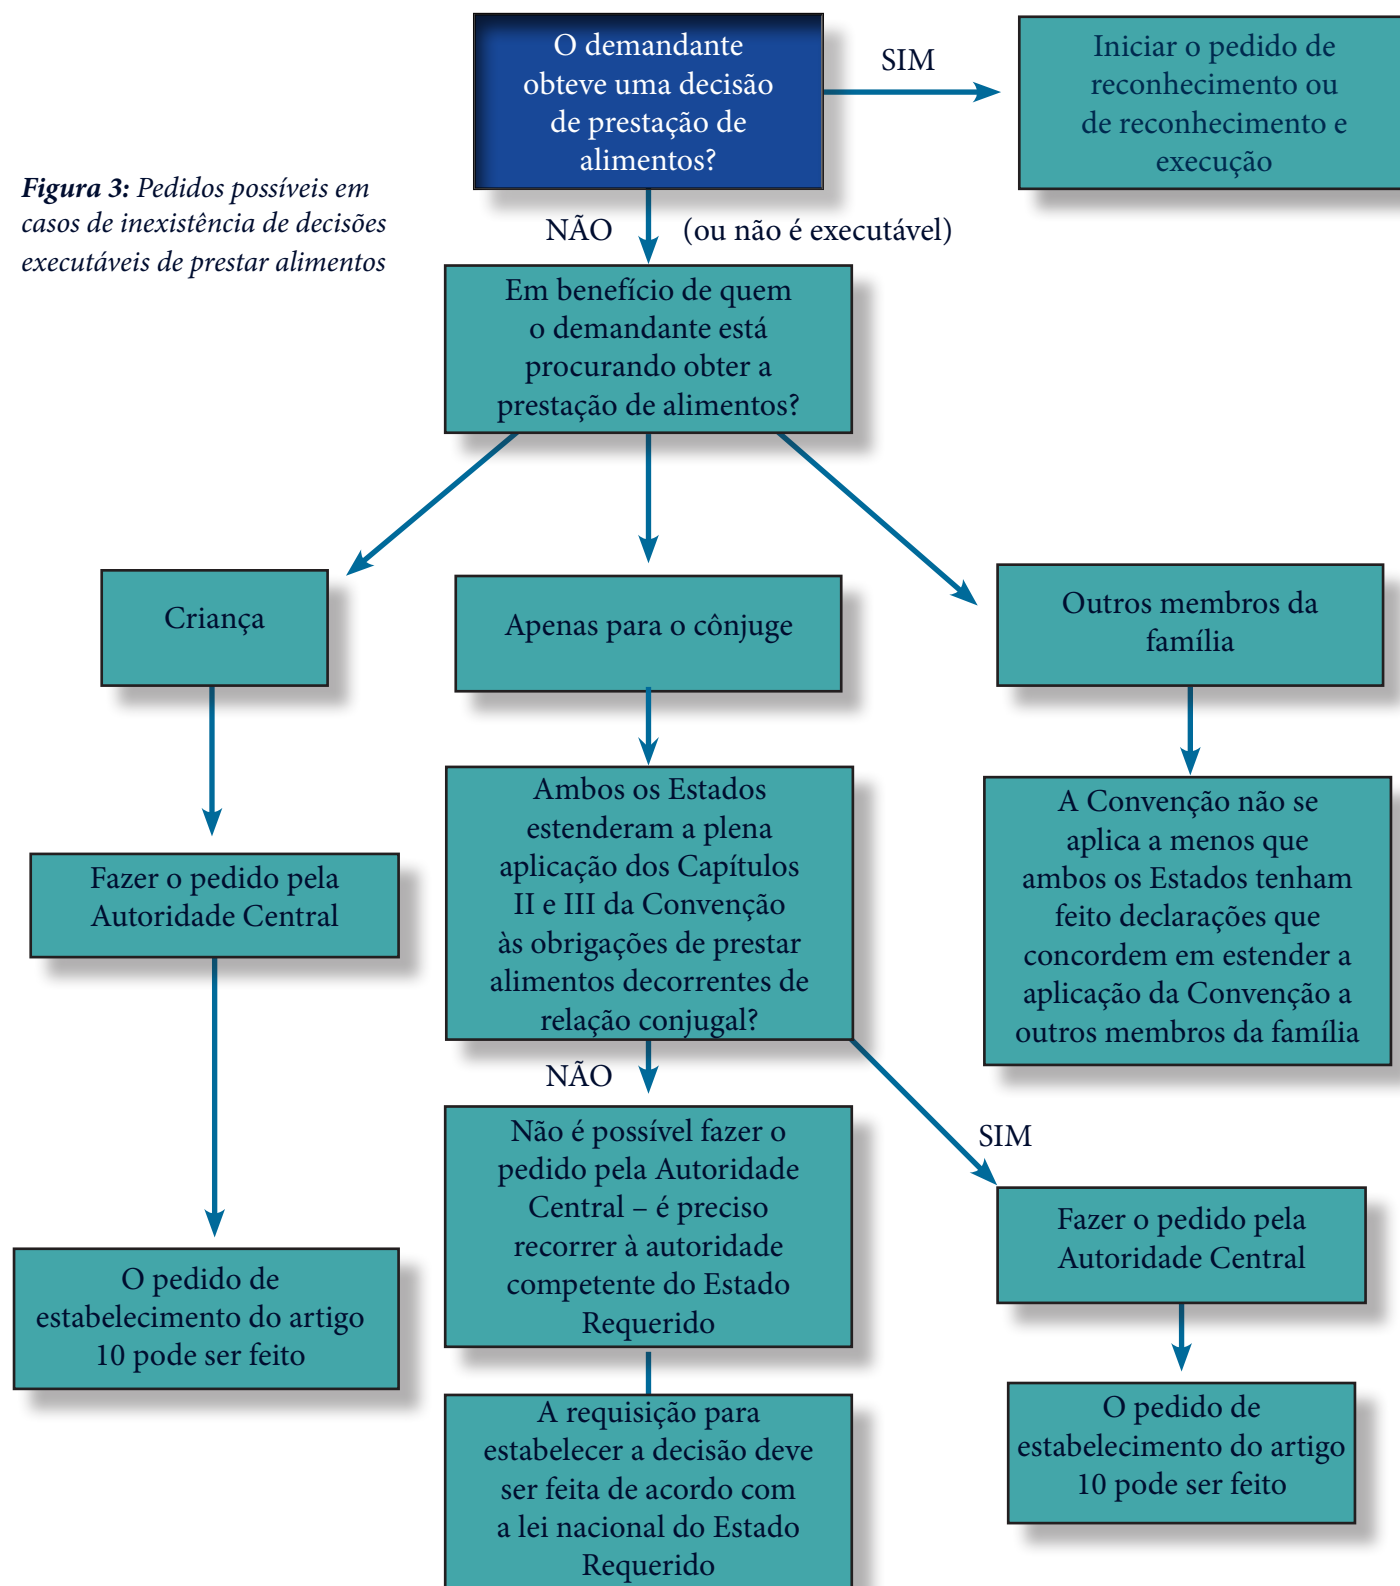 O demandante
obteve uma decisão
de prestação de
alimentos?
SIM
Iniciar o pedido de
reconhecimento ou
de reconhecimento e
execução
Figura 3: Pedidos possíveis em
casos de inexistência de decisões
executáveis de prestar alimentos
NÃO
(ou não é executável)
Em benefício de quem
o demandante está
procurando obter a
prestação de alimentos?
Criança
Apenas para o cônjuge
Outros membros da
família
Fazer o pedido pela
Autoridade Central
Ambos os Estados
estenderam a plena
aplicação dos Capítulos
II e III da Convenção
às obrigações de prestar
alimentos decorrentes de
relação conjugal?
A Convenção não se
aplica a menos que
ambos os Estados tenham
feito declarações que
concordem em estender a
aplicação da Convenção a
outros membros da família
NÃO
SIM
Não é possível fazer o
pedido pela Autoridade
Central – é preciso
recorrer à autoridade
competente do Estado
Requerido
Fazer o pedido pela
Autoridade Central
O pedido de
estabelecimento do artigo
10 pode ser feito
A requisição para
estabelecer a decisão deve
ser feita de acordo com
a lei nacional do Estado
Requerido
O pedido de
estabelecimento do artigo
10 pode ser feito